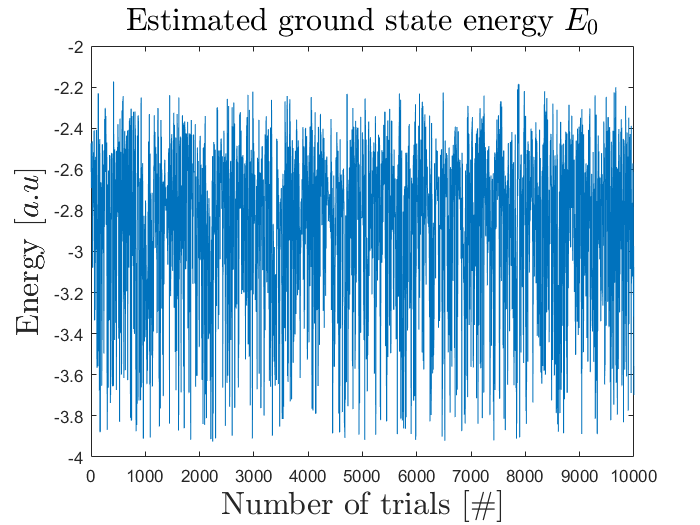 Estimated ground state energy E₀
-2
-2.2
-2.4
-2.6
-2.8
-3
-3.2
-3.4
-3.6
-3.8
-4
Energy [a.u]
0 1000 2000 3000 4000 5000 6000 7000 8000 9000 10000
Number of trials [#]